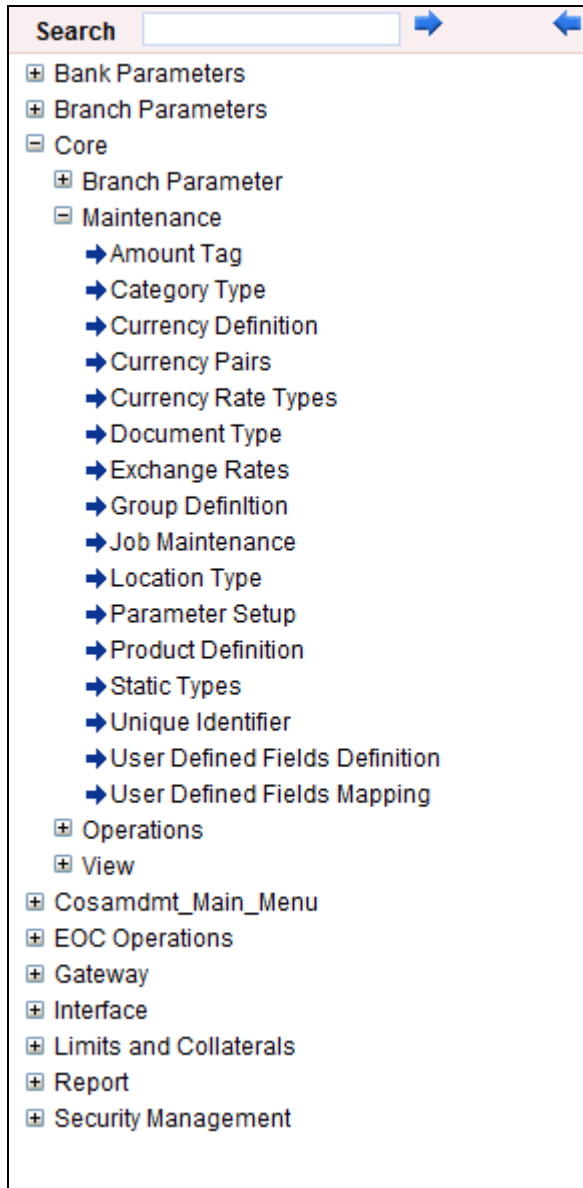 Search
Bank Parameters
Branch Parameters
Core
Branch Parameter
Maintenance
Amount Tag
Category Type
Currency Definition
Currency Pairs
Currency Rate Types
Document Type
Exchange Rates
Group DefinItion
Job Maintenance
Location Type
Parameter Setup
Product Definition
Static Types
Unique Identifier
User Defined Fields Definition
User Defined Fields Mapping
Operations
View
Cosamdmt_Main_Menu
EOC Operations
Gateway
Interface
Limits and Collaterals
Report
Security Management